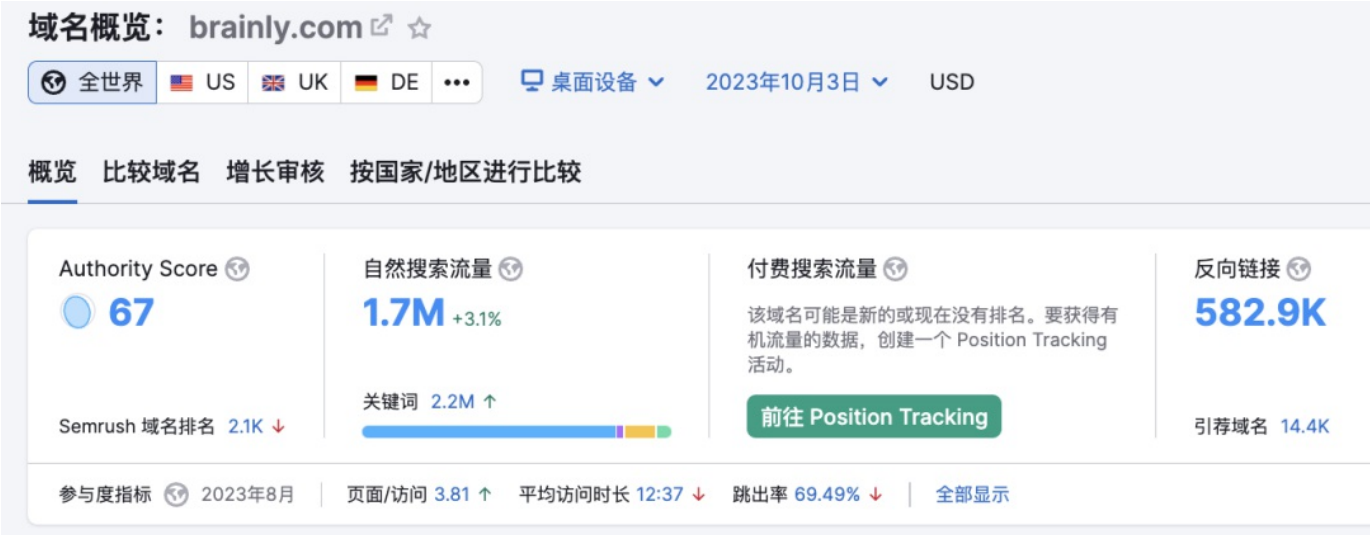 域名概览： brainly.com
全世界 US UK DE ••• 桌面设备 2023年10月3日 USD
概览 比较域名 增长审核 按国家/地区进行比较
Authority Score
67
Semrush 域名排名 2.1K ↓
自然搜索流量
1.7M +3.1%
关键词 2.2M ↑
付费搜索流量
该域名可能是新的或现在没有排名。要获得有
机流量的数据，创建一个 Position Tracking
活动。
前往 Position Tracking
反向链接
582.9K
引荐域名 14.4K
参与度指标 2023年8月 页面/访问 3.81 ↑ 平均访问时长 12:37 ↓ 跳出率 69.49% ↓ 全部显示